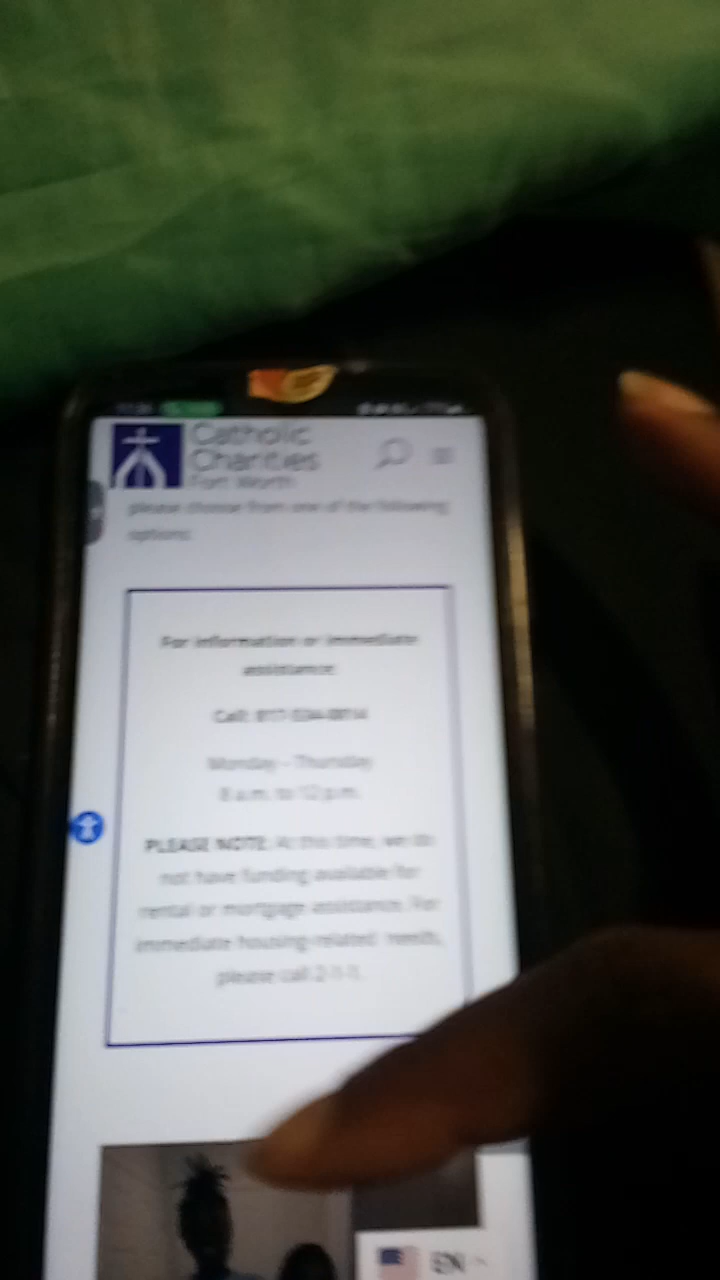 Catholic
Charities
Fort Worth
please choose from one of the following
options:
For information or immediate
assistance:
Call:
Monday - Thursday
8 a.m. to 12 p.m.
PLEASE NOTE: At this time, we do
not have funding available for
rental or mortgage assistance. For
immediate housing-related needs,
please call 2-1-1.
EN